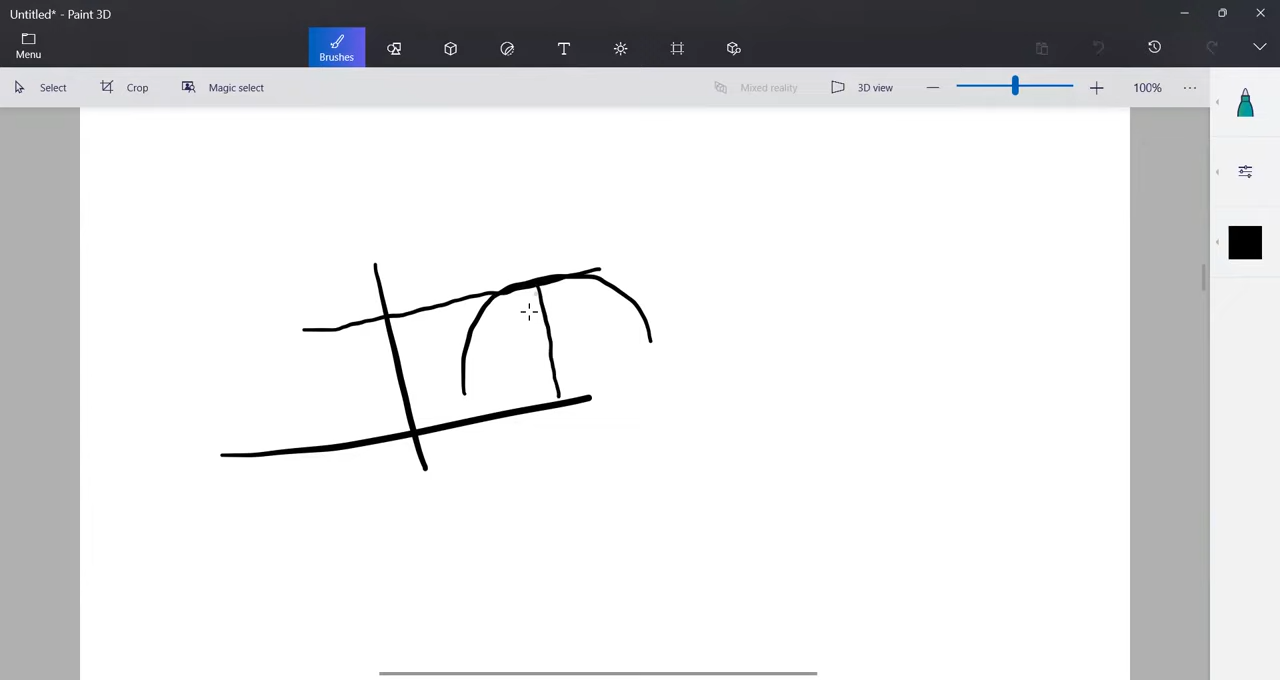 Untitled* - Paint 3D
Menu
Brushes
Select
Crop
Magic select
Mixed reality
3D view
100%